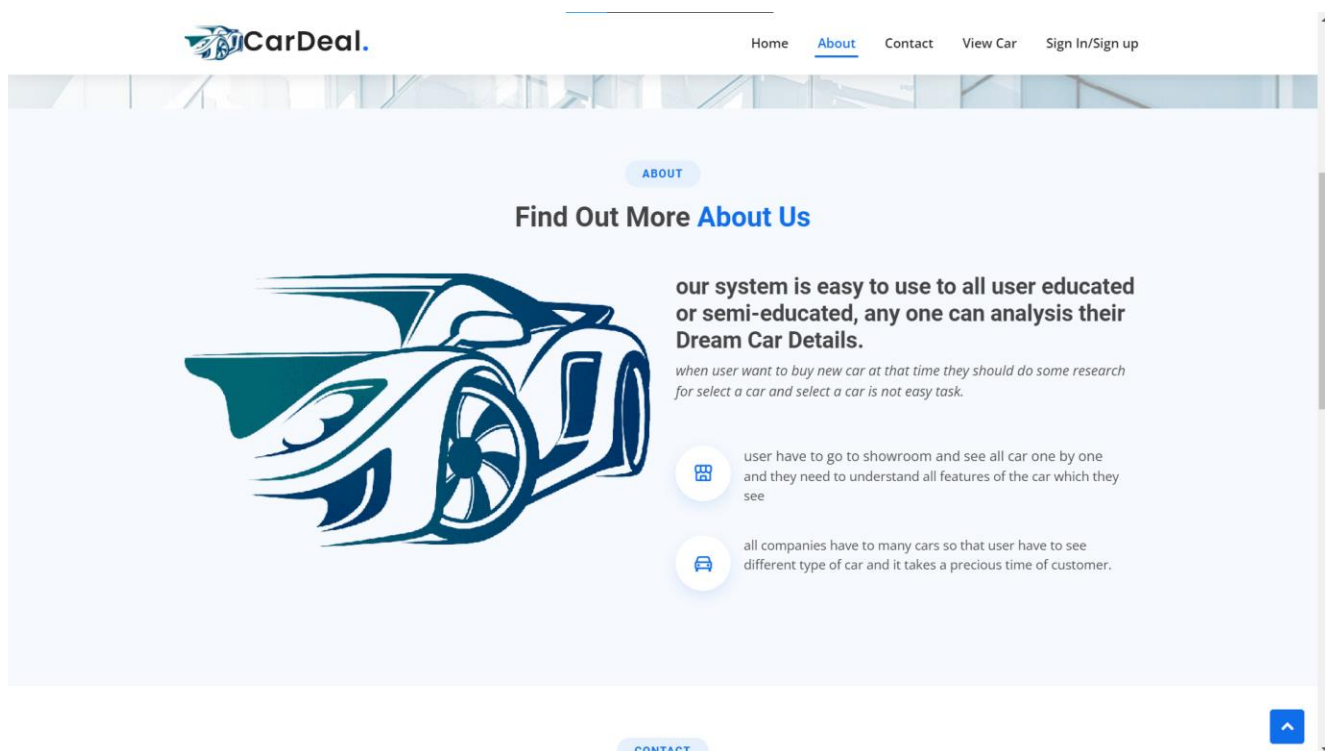 CarDeal.
Home About Contact View Car Sign In/Sign up
ABOUT
Find Out More About Us
our system is easy to use to all user educated
or semi-educated, any one can analysis their
Dream Car Details.
when user want to buy new car at that time they should do some research
for select a car and select a car is not easy task.
user have to go to showroom and see all car one by one
and they need to understand all features of the car which they
see
all companies have to many cars so that user have to see
different type of car and it takes a precious time of customer.
CONTACT